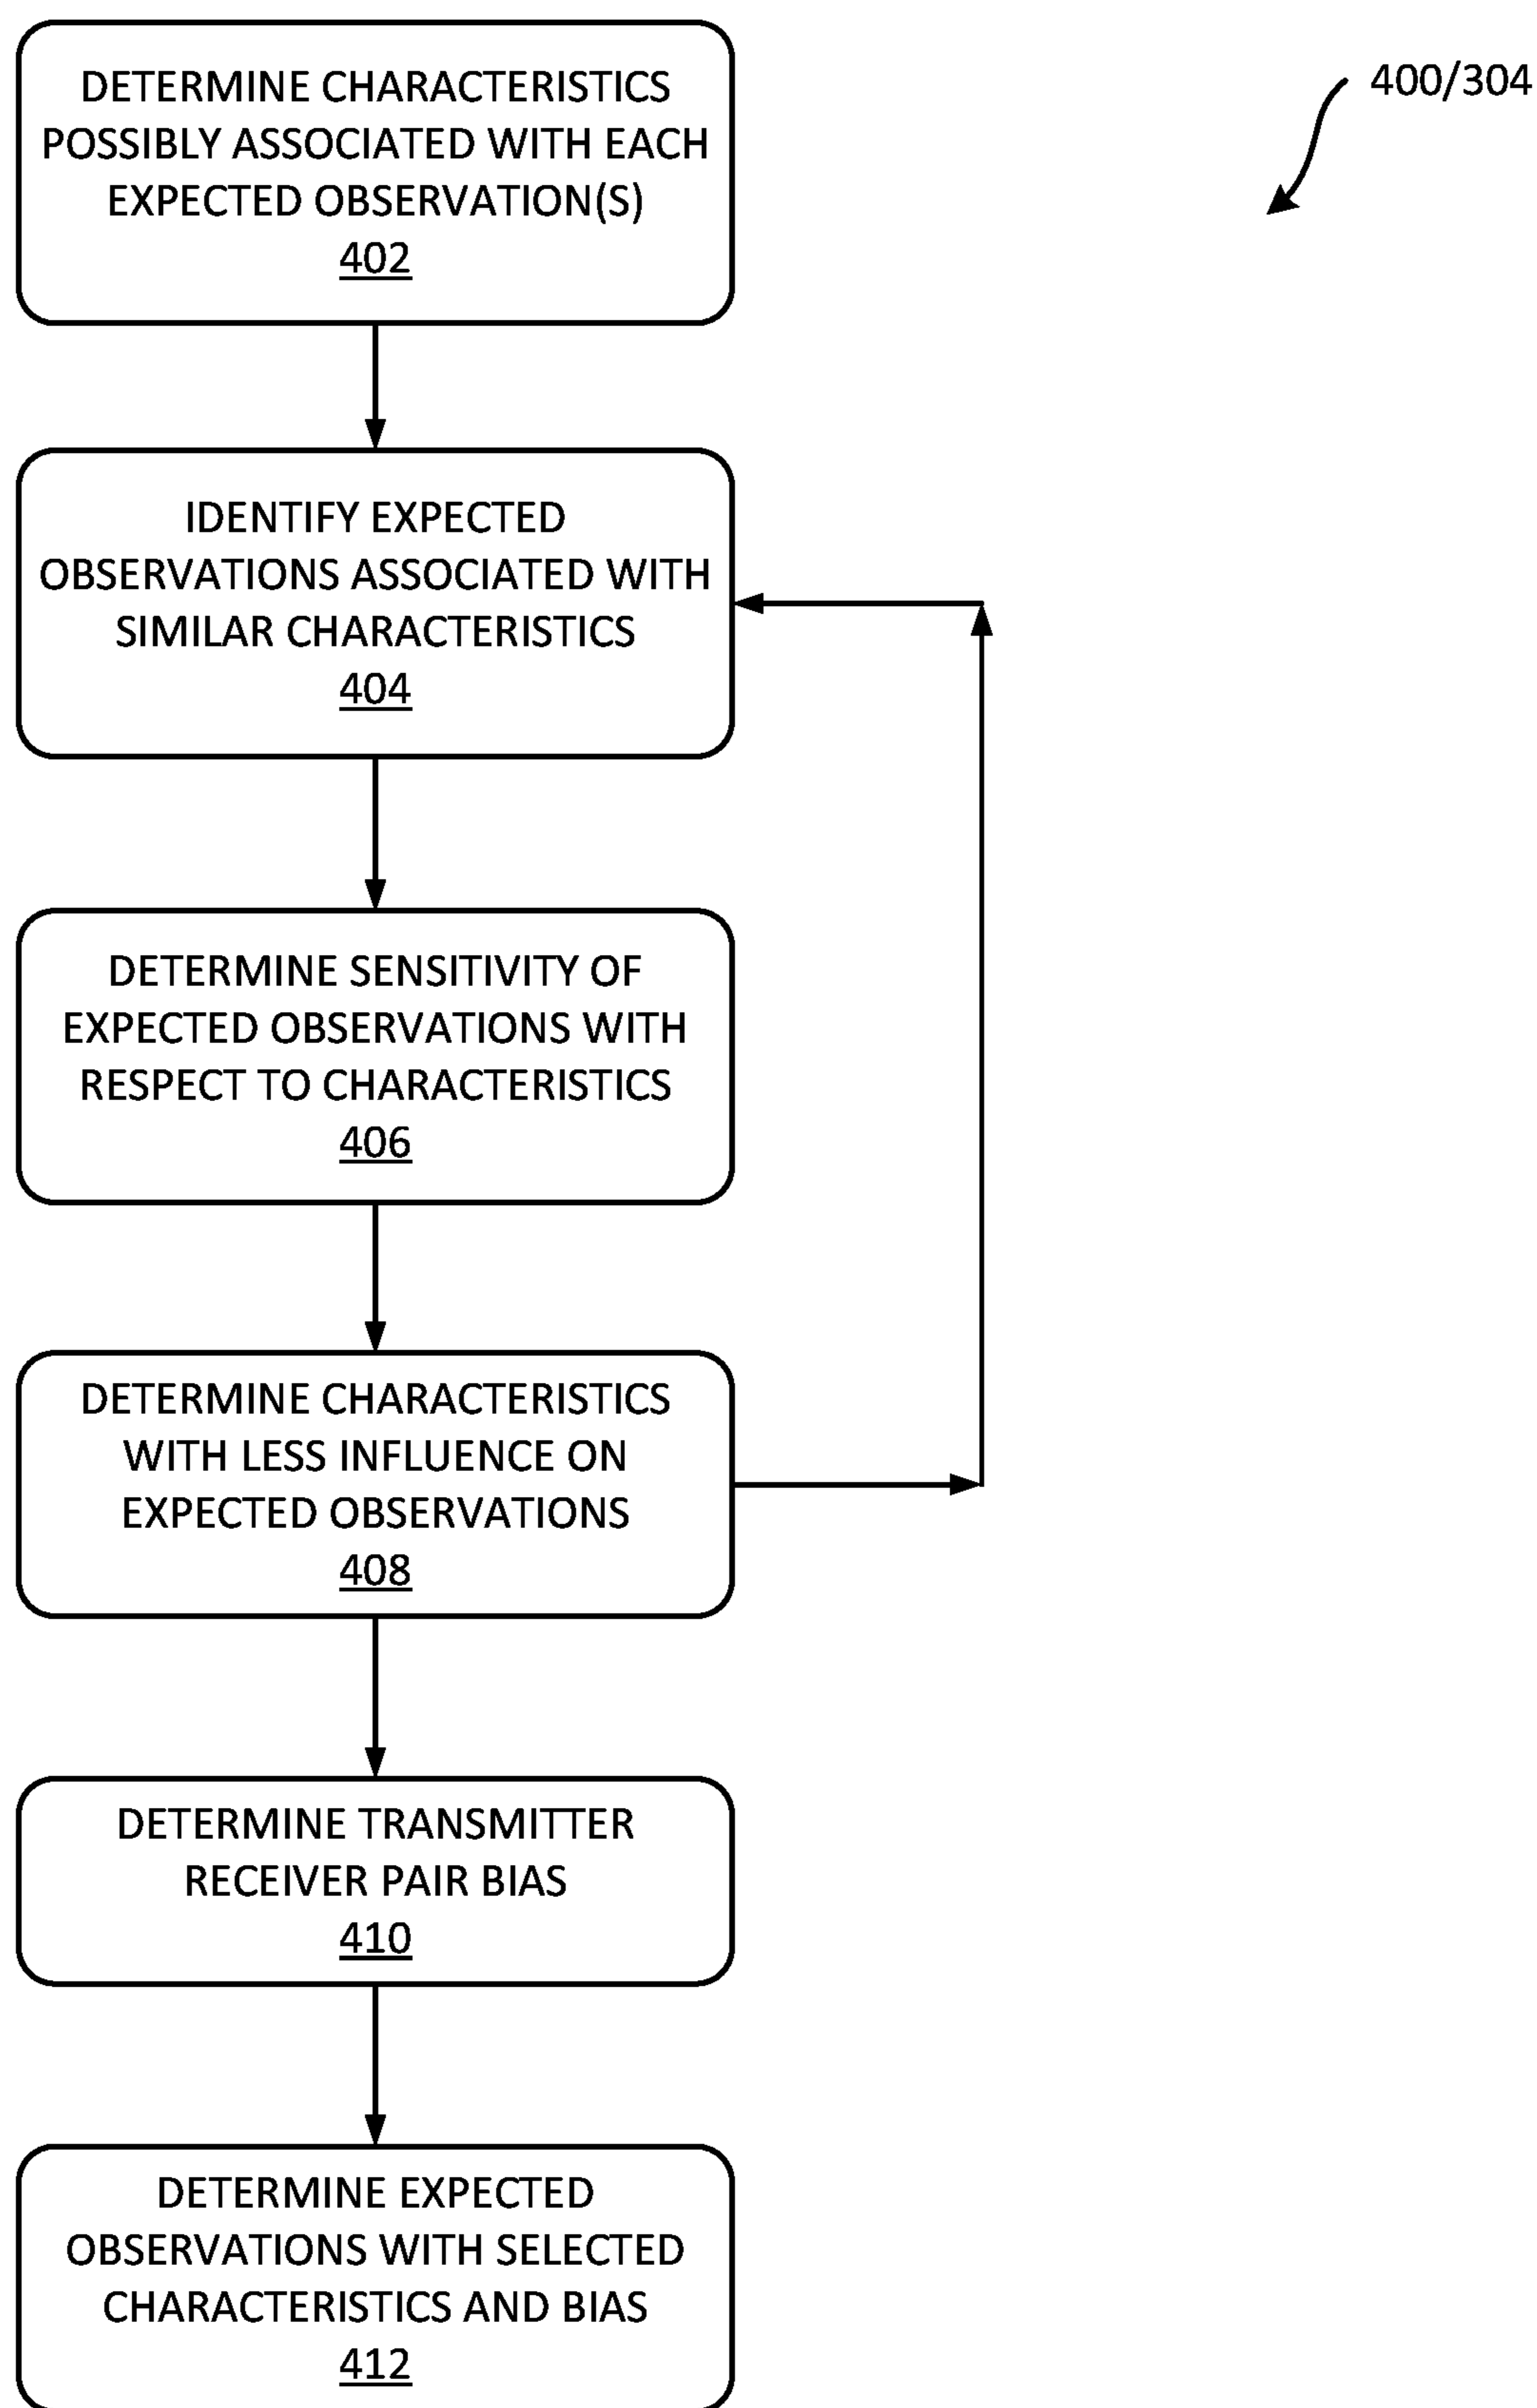 400/304
DETERMINE CHARACTERISTICS
POSSIBLY ASSOCIATED WITH EACH
EXPECTED OBSERVATION(S)
402
IDENTIFY EXPECTED
OBSERVATIONS ASSOCIATED WITH
SIMILAR CHARACTERISTICS
404
DETERMINE SENSITIVITY OF
EXPECTED OBSERVATIONS WITH
RESPECT TO CHARACTERISTICS
406
DETERMINE CHARACTERISTICS
WITH LESS INFLUENCE ON
EXPECTED OBSERVATIONS
408
DETERMINE TRANSMITTER
RECEIVER PAIR BIAS
410
DETERMINE EXPECTED
OBSERVATIONS WITH SELECTED
CHARACTERISTICS AND BIAS
412